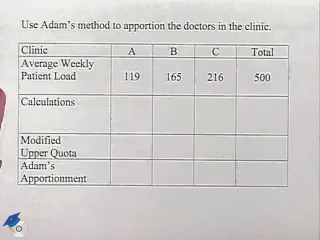 Use Adam's method to apportion the doctors in the clinic.
Clinic A B C Total
Average Weekly
Patient Load 119 165 216 500
Calculations
Modified
Upper Quota
Adam's
Apportionment